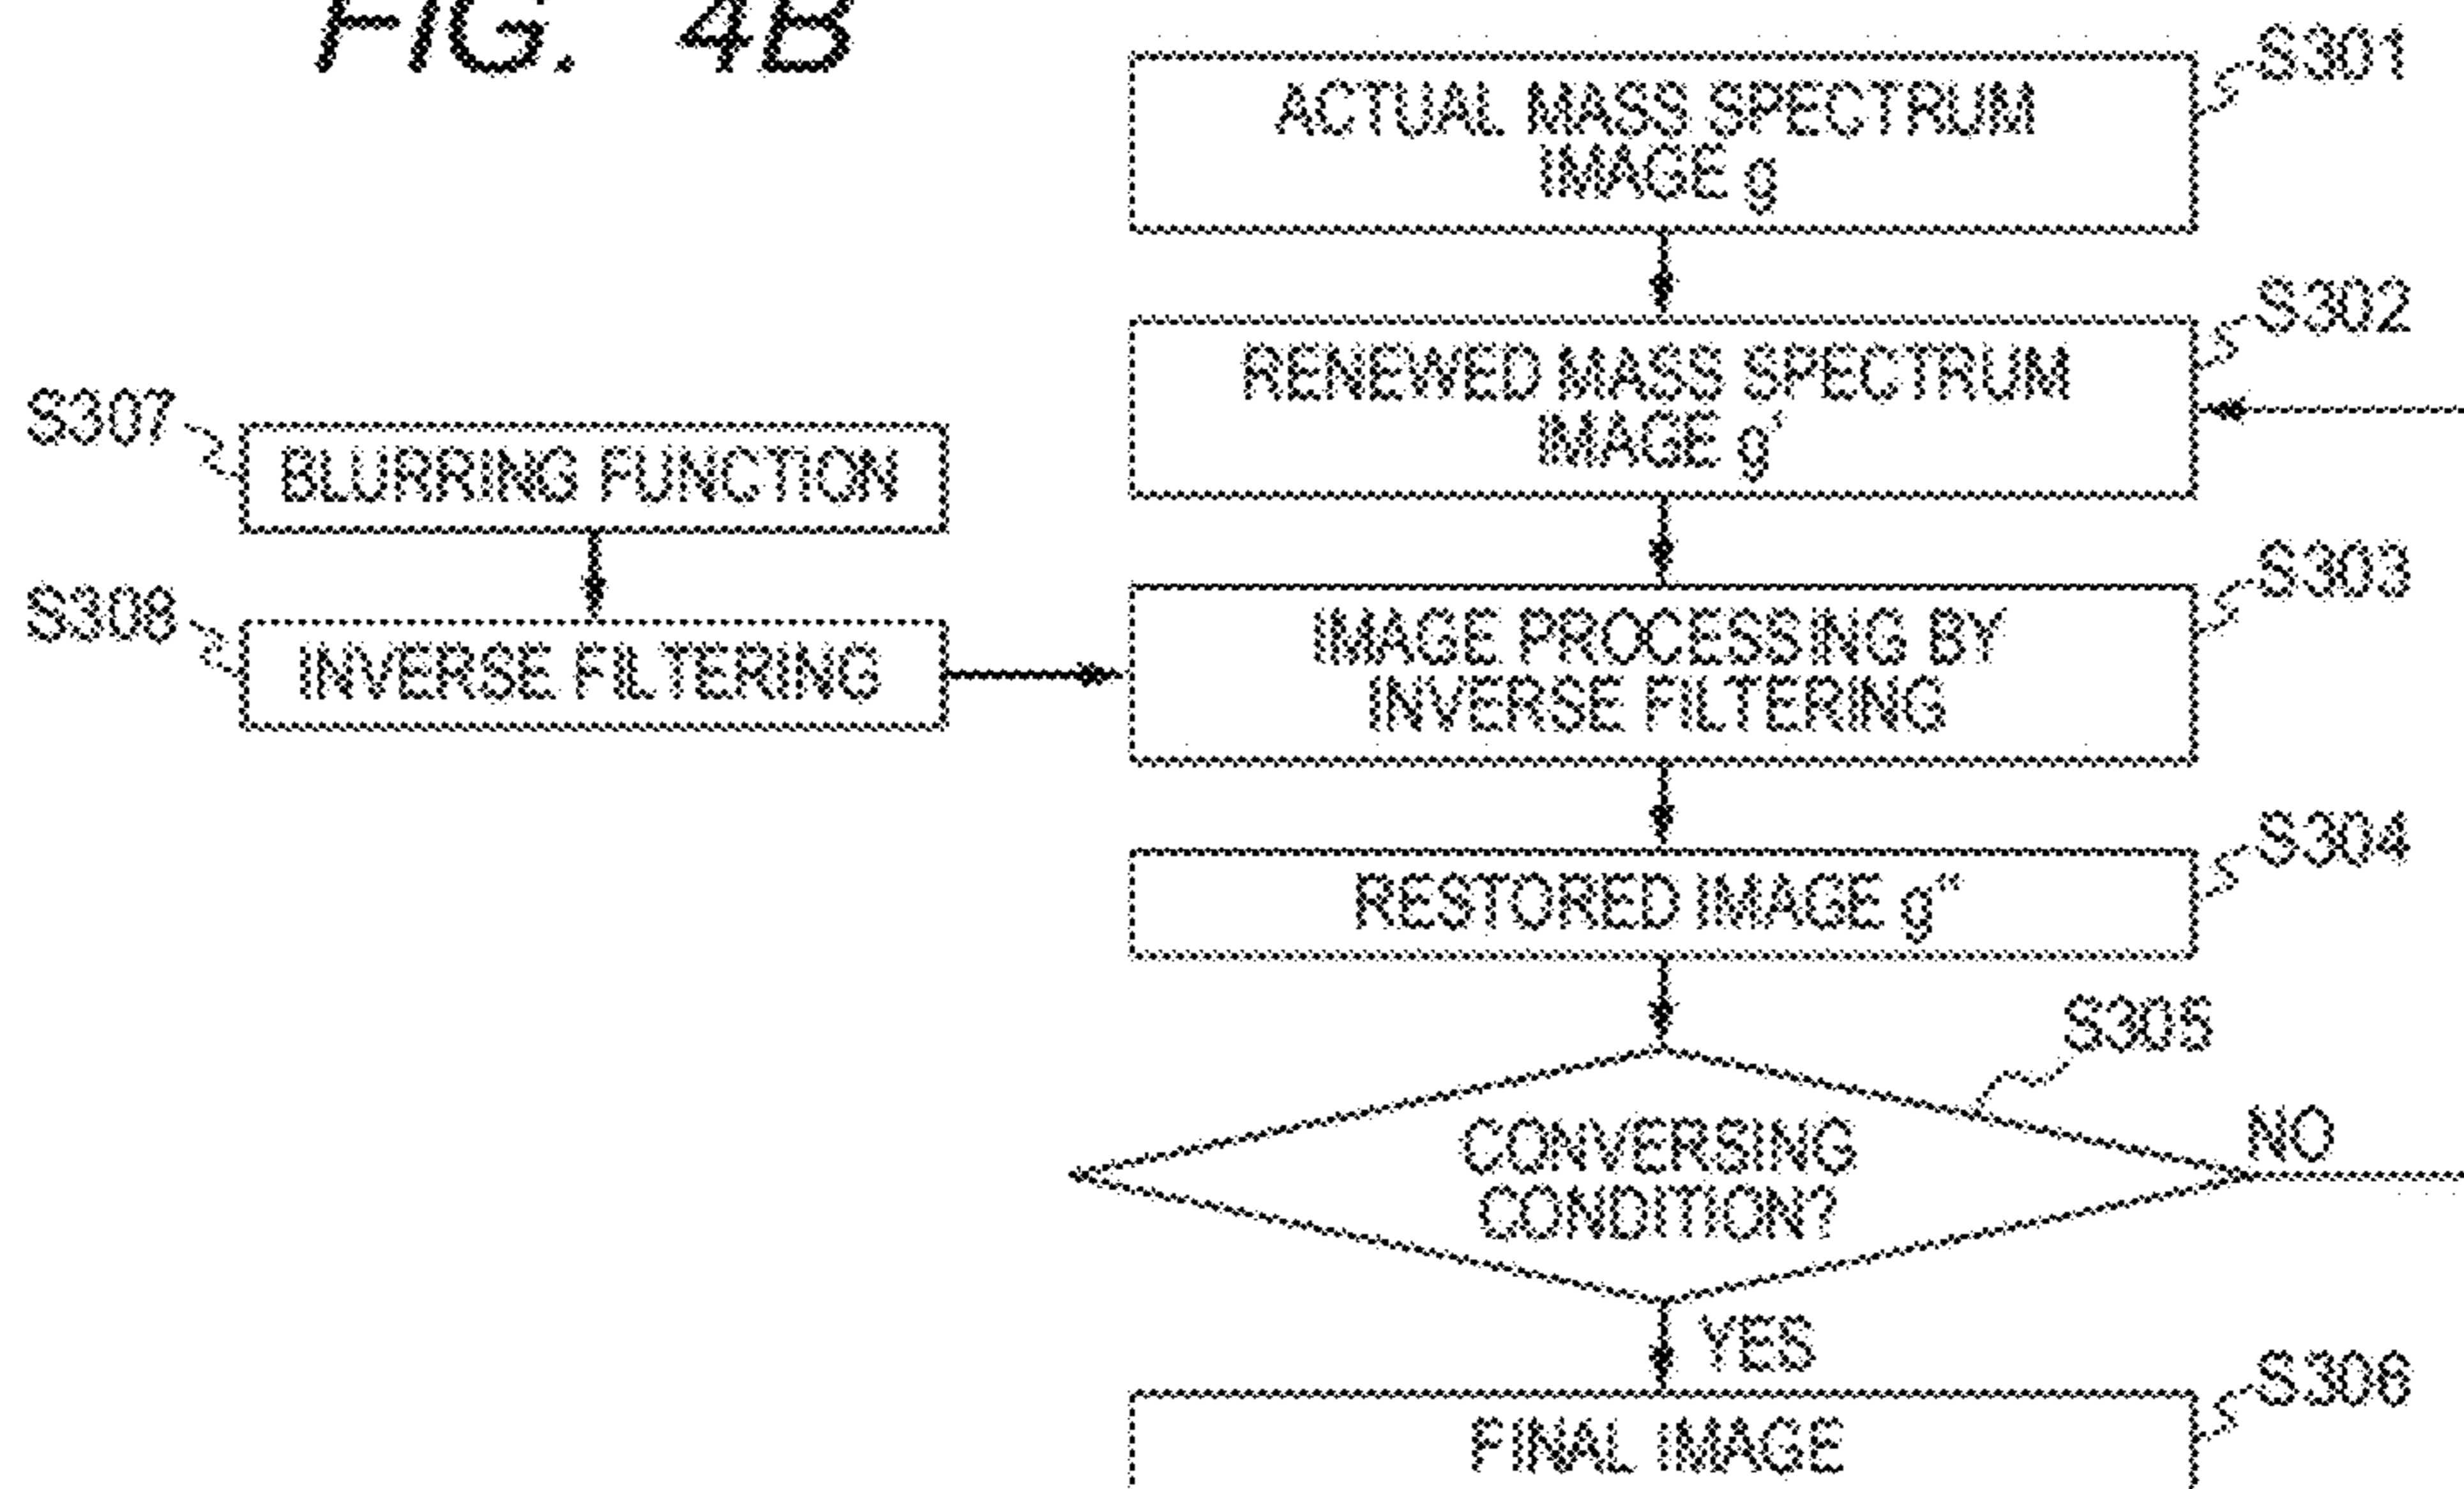 FIG. 4B
S301
ACTUAL MASS SPECTRUM
IMAGE g
S302
RENEWED MASS SPECTRUM
IMAGE g′
S307
BLURRING FUNCTION
S303
S308
INVERSE FILTERING
IMAGE PROCESSING BY
INVERSE FILTERING
S304
RESTORED IMAGE g″
S305
CONVERSING
CONDITION?
NO
YES
S306
FINAL IMAGE